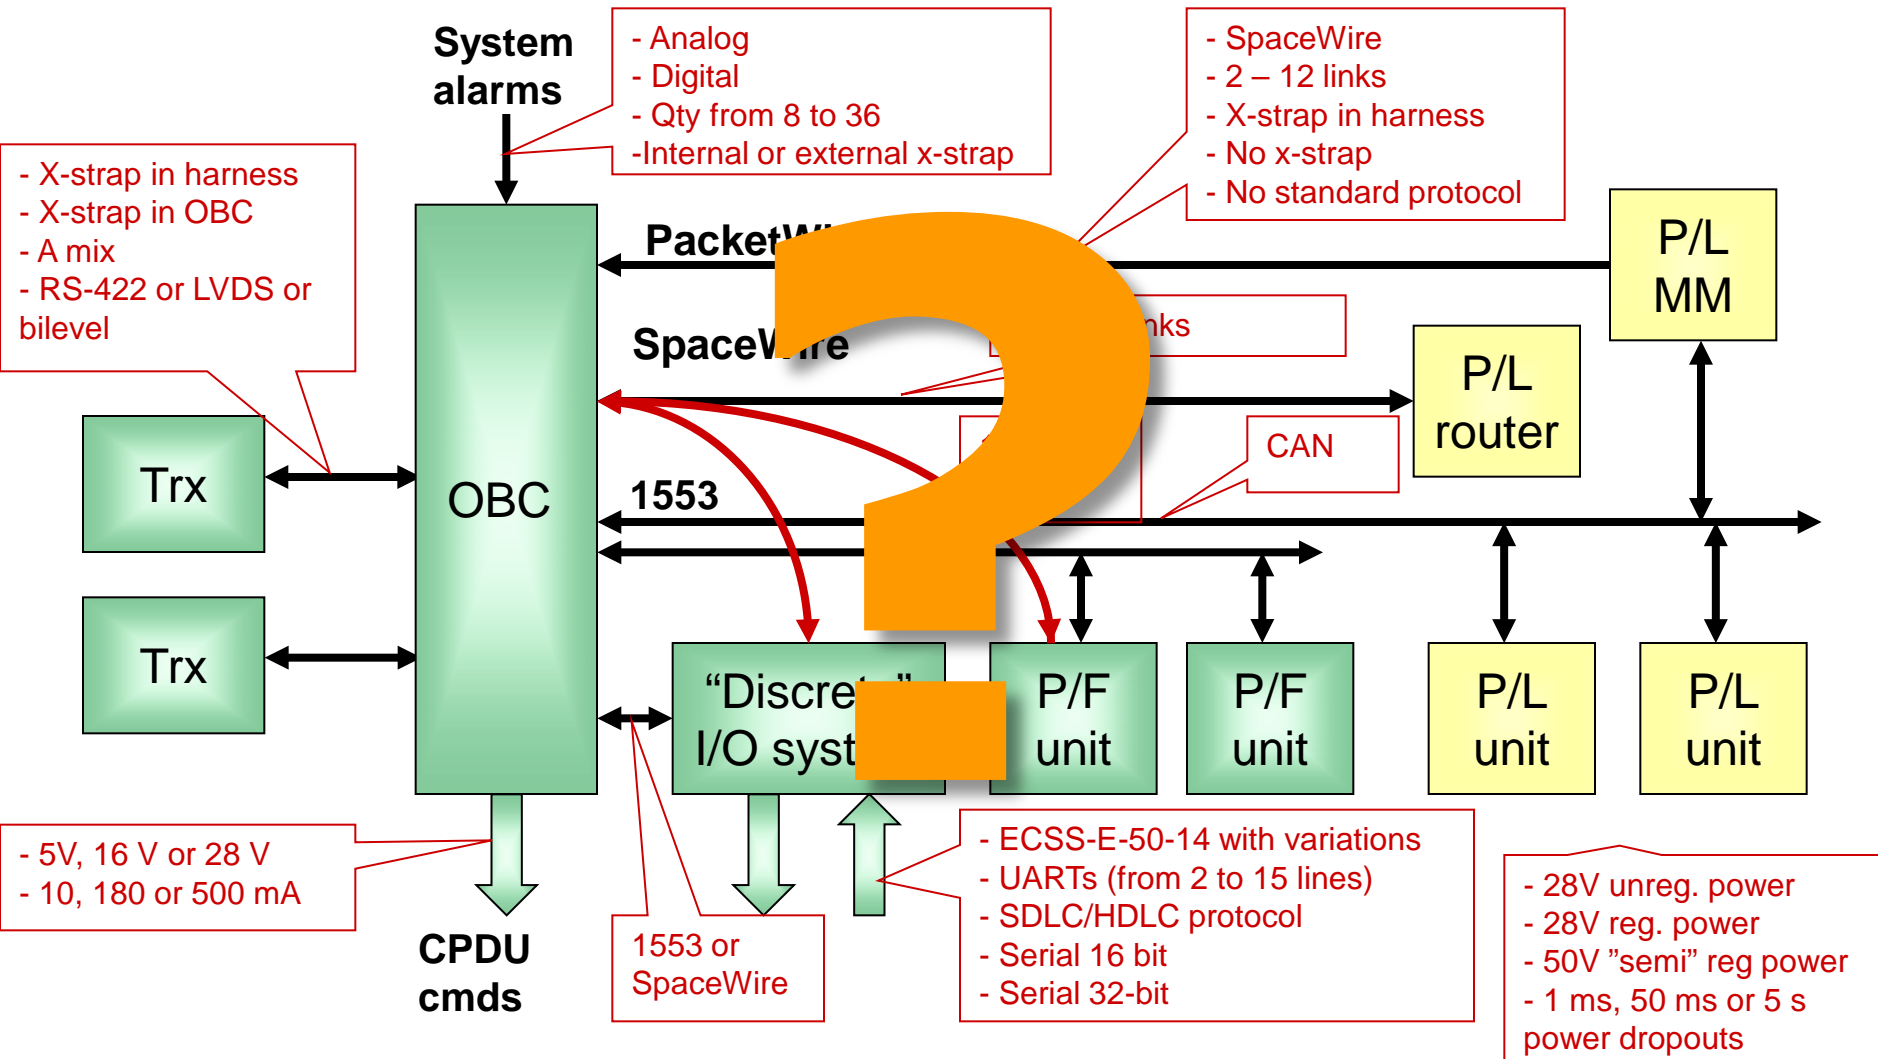 System
alarms
- Analog
- Digital
- Qty from 8 to 36
-Internal or external x-strap
- SpaceWire
- 2 – 12 links
- X-strap in harness
- No x-strap
- No standard protocol
- X-strap in harness
- X-strap in OBC
- A mix
- RS-422 or LVDS or
bilevel
P/L
MM
SpaceWire
P/L
router
CAN
Trx
OBC
1553
Trx
I/O
P/F
unit
P/F
unit
P/L
unit
P/L
unit
- 5V, 16 V or 28 V
- 10, 180 or 500 mA
CPDU
cmds
1553 or
SpaceWire
- ECSS-E-50-14 with variations
- UARTs (from 2 to 15 lines)
- SDLC/HDLC protocol
- Serial 16 bit
- Serial 32-bit
- 28V unreg. power
- 28V reg. power
- 50V ”semi” reg power
- 1 ms, 50 ms or 5 s
power dropouts